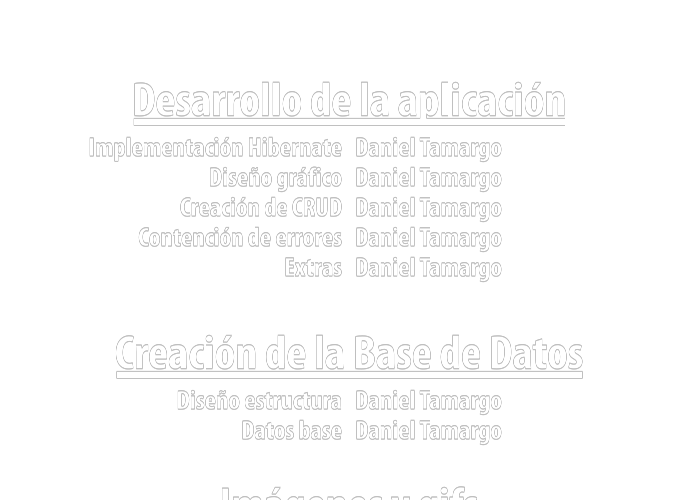 Desarrollo de la aplicación
Implementación Hibernate Daniel Tamargo
Diseño gráfico Daniel Tamargo
Creación de CRUD Daniel Tamargo
Contención de errores Daniel Tamargo
Extras Daniel Tamargo
Creación de la Base de Datos
Diseño estructura Daniel Tamargo
Datos base Daniel Tamargo
Imágenes y gifs